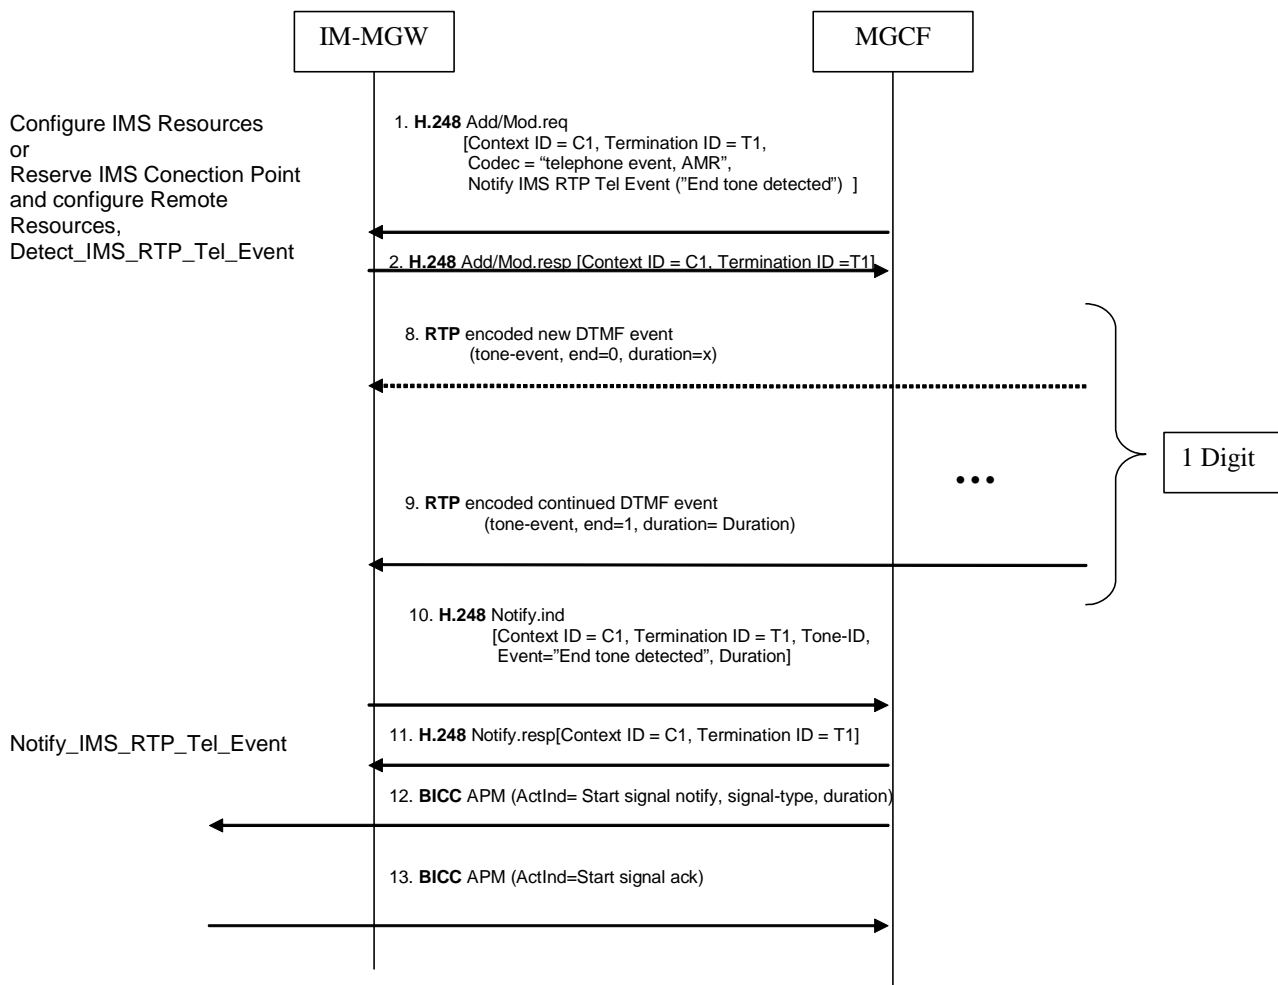 IM-MGW
MGCF
Configure IMS Resources
or
Reserve IMS Conection Point
and configure Remote
Resources,
Detect_IMS_RTP_Tel_Event
1. H.248 Add/Mod.req
[Context ID = C1, Termination ID = T1,
Codec = “telephone event, AMR”,
Notify IMS RTP Tel Event (”End tone detected”) ]
2. H.248 Add/Mod.resp [Context ID = C1, Termination ID =T1]
8. RTP encoded new DTMF event
(tone-event, end=0, duration=x)
1 Digit
...
9. RTP encoded continued DTMF event
(tone-event, end=1, duration= Duration)
10. H.248 Notify.ind
[Context ID = C1, Termination ID = T1, Tone-ID,
Event=”End tone detected”, Duration]
Notify_IMS_RTP_Tel_Event
11. H.248 Notify.resp[Context ID = C1, Termination ID = T1]
12. BICC APM (ActInd= Start signal notify, signal-type, duration)
13. BICC APM (ActInd=Start signal ack)